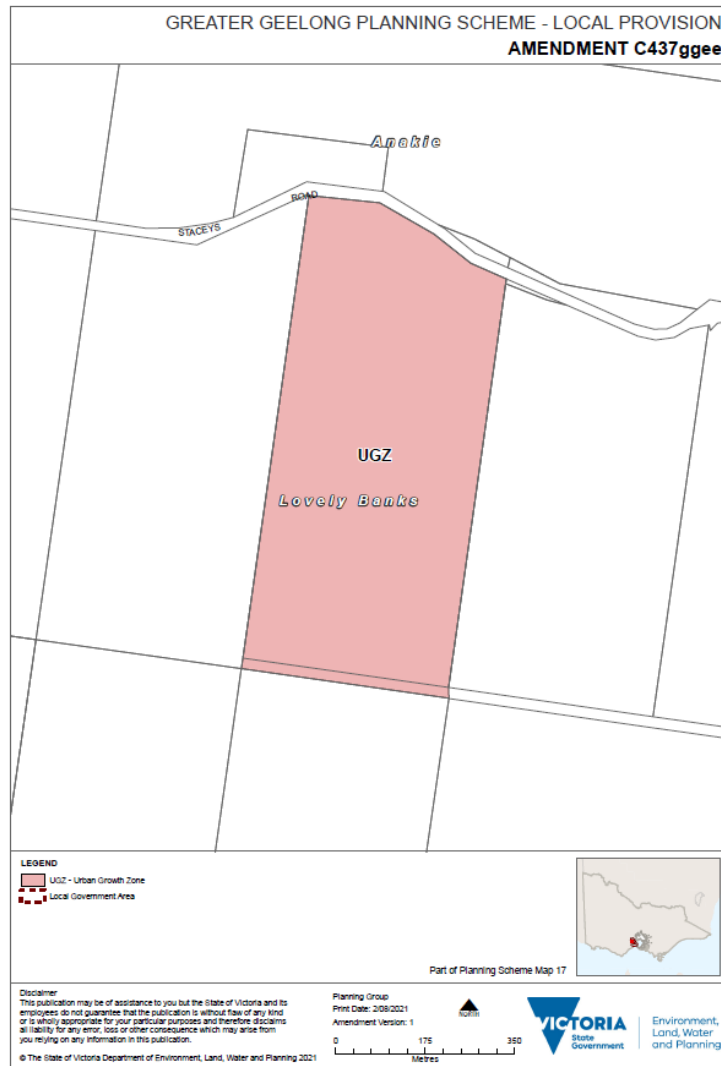 GREATER GEELONG PLANNING SCHEME - LOCAL PROVISION
AMENDMENT C437ggee
Anakie
ROAD
STACEYS
UGZ
Lovely Banks
LEGEND
UGZ - Urban Growth Zone
Local Government Area
Part of Planning Scheme Map 17
Disclaimer
This publication may be of assistance to you but the State of Victoria and its
employees do not guarantee that the publication is without flaw of any kind
or is wholly appropriate for your particular purposes and therefore disclaims
all liability for any error, loss or other consequence which may arise from
you relying on any information in this publication.
© The State of Victoria Department of Environment, Land, Water and Planning 2021
Planning Group
Print Date: 2/08/2021
Amendment Version: 1
NORTH
0 175 350
Metres
VICTORIA
State
Government
Environment,
Land, Water
and Planning